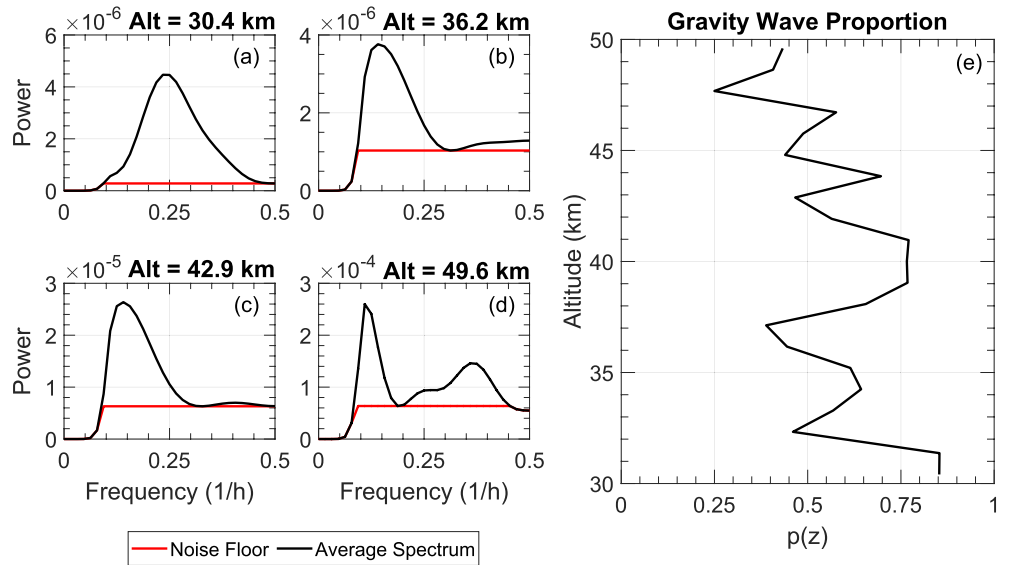 ×10⁻⁶ Alt = 30.4 km
(a)
Power
6
4
2
0
0 0.25 0.5
×10⁻⁶ Alt = 36.2 km
(b)
4
2
0
0 0.25 0.5
×10⁻⁵ Alt = 42.9 km
(c)
Power
3
2
1
0
0 0.25 0.5
Frequency (1/h)
×10⁻⁴ Alt = 49.6 km
(d)
3
2
1
0
0 0.25 0.5
Frequency (1/h)
Noise Floor Average Spectrum
Gravity Wave Proportion
(e)
Altitude (km)
50
45
40
35
30
0 0.25 0.5 0.75 1
p(z)